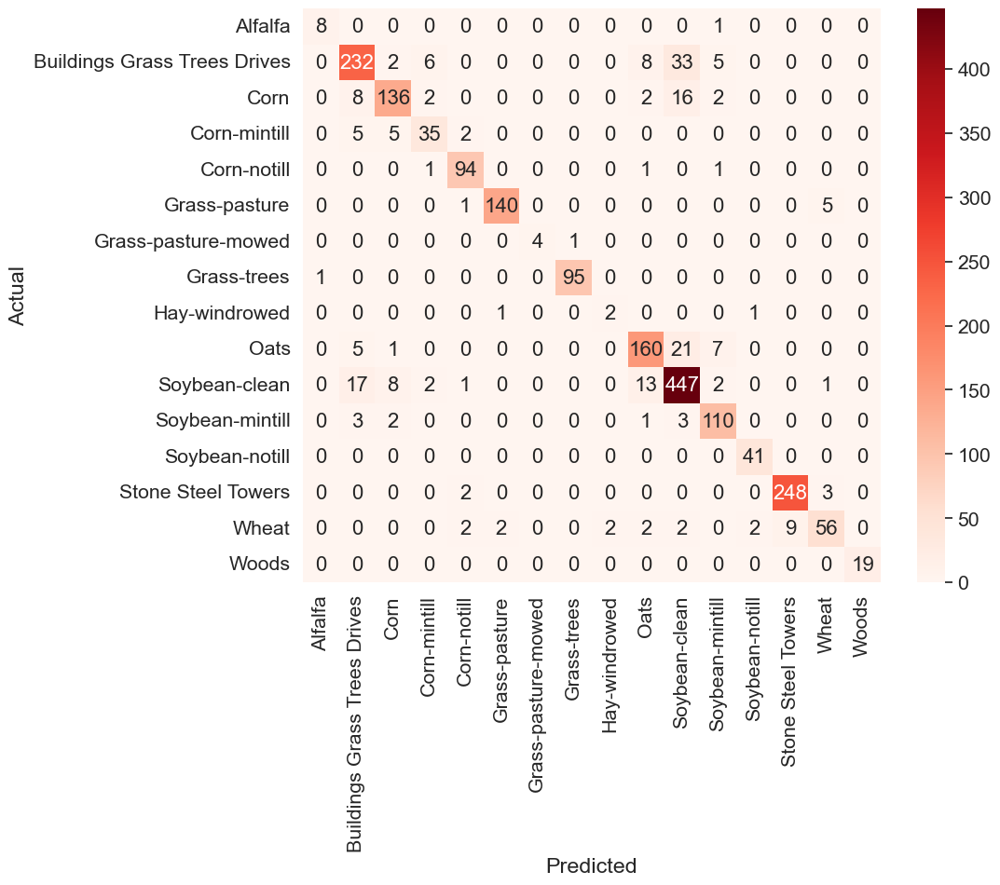 Alfalfa 8 0 0 0 0 0 0 0 0 0 0 1 0 0 0 0
Buildings Grass Trees Drives 0 232 2 6 0 0 0 0 0 8 33 5 0 0 0 0
Corn 0 8 136 2 0 0 0 0 0 2 16 2 0 0 0 0
Corn-mintill 0 5 5 35 2 0 0 0 0 0 0 0 0 0 0 0
Corn-notill 0 0 0 1 94 0 0 0 0 1 0 1 0 0 0 0
Grass-pasture 0 0 0 0 1 140 0 0 0 0 0 0 0 0 5 0
Grass-pasture-mowed 0 0 0 0 0 0 4 1 0 0 0 0 0 0 0 0
Grass-trees 1 0 0 0 0 0 0 95 0 0 0 0 0 0 0 0
Hay-windrowed 0 0 0 0 0 1 0 0 2 0 0 0 1 0 0 0
Oats 0 5 1 0 0 0 0 0 0 160 21 7 0 0 0 0
Soybean-clean 0 17 8 2 1 0 0 0 0 13 447 2 0 0 1 0
Soybean-mintill 0 3 2 0 0 0 0 0 0 1 3 110 0 0 0 0
Soybean-notill 0 0 0 0 0 0 0 0 0 0 0 0 41 0 0 0
Stone Steel Towers 0 0 0 0 2 0 0 0 0 0 0 0 0 248 3 0
Wheat 0 0 0 0 2 2 0 0 2 2 2 0 2 9 56 0
Woods 0 0 0 0 0 0 0 0 0 0 0 0 0 0 0 19
Actual
Alfalfa
Buildings Grass Trees Drives
Corn
Corn-mintill
Corn-notill
Grass-pasture
Grass-pasture-mowed
Grass-trees
Hay-windrowed
Oats
Soybean-clean
Soybean-mintill
Soybean-notill
Stone Steel Towers
Wheat
Woods
Predicted
400
350
300
250
200
150
100
50
0